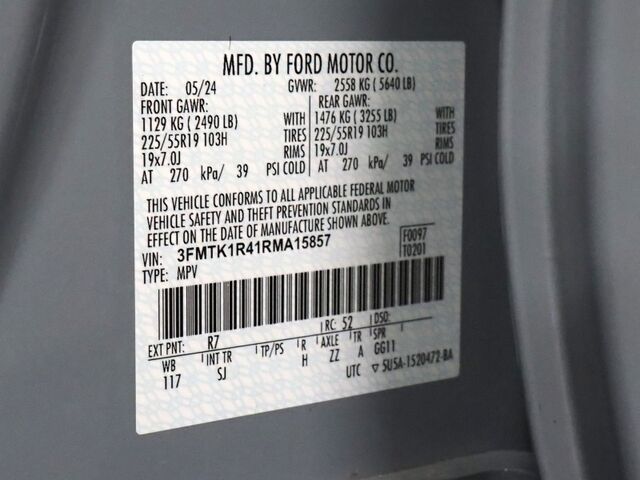 MFD. BY FORD MOTOR CO.
DATE: 05/24 GVWR: 2558 KG (5640 LB)
FRONT GAWR: REAR GAWR:
1129 KG (2490 LB) WITH 1476 KG (3255 LB) WITH
225/55R19 103H TIRES 225/55R19 103H TIRES
19x7.0J RIMS 19x7.0J RIMS
AT 270 kPa/ 39 PSI COLD AT 270 kPa/ 39 PSI COLD
THIS VEHICLE CONFORMS TO ALL APPLICABLE FEDERAL MOTOR
VEHICLE SAFETY AND THEFT PREVENTION STANDARDS IN
EFFECT ON THE DATE OF MANUFACTURE SHOWN ABOVE.
VIN: 3FMTK1R41RMA15857 F0097
TYPE: MPV T0201
EXT PNT: R7 RC: 52 DSO:
WB INT TR TP/PS R AXLE TR SPR
117 SJ H ZZ A GG11
UTC ▽ 5U5A-1520472-BA